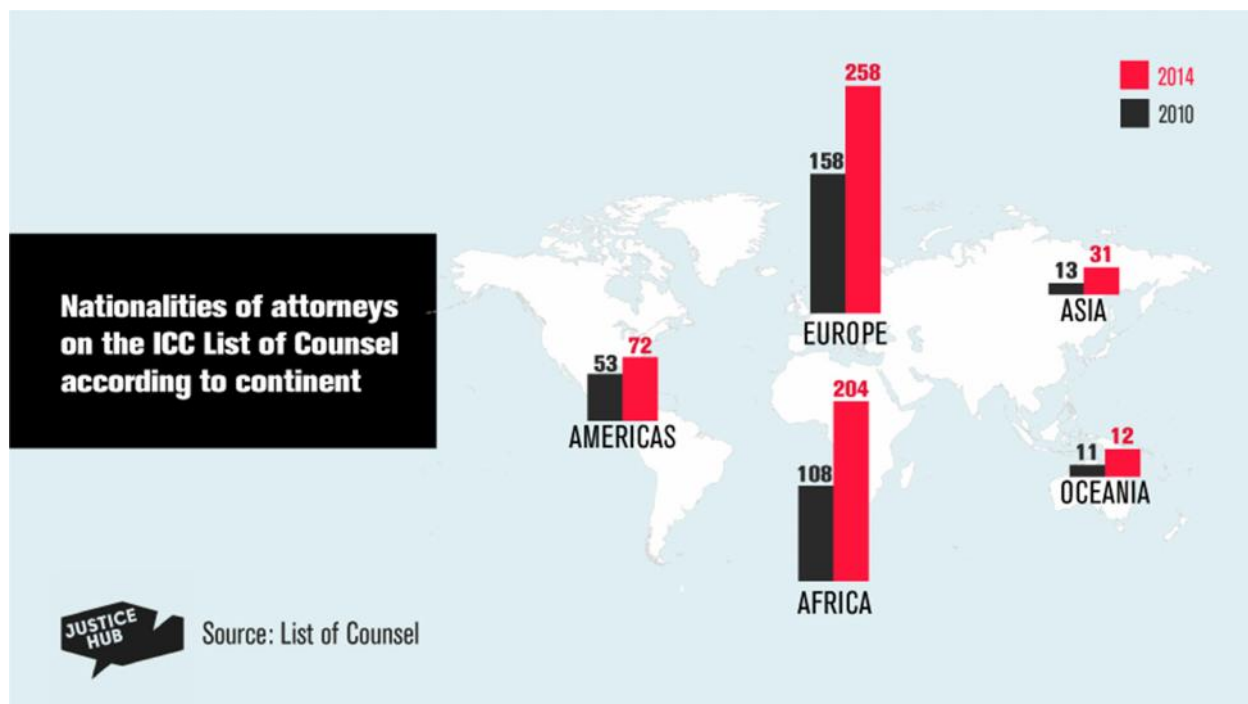 Nationalities of attorneys
on the ICC List of Counsel
according to continent
2014
2010
258
158
EUROPE
13
31
ASIA
53
72
AMERICAS
108
204
AFRICA
11
12
OCEANIA
JUSTICE
HUB
Source: List of Counsel